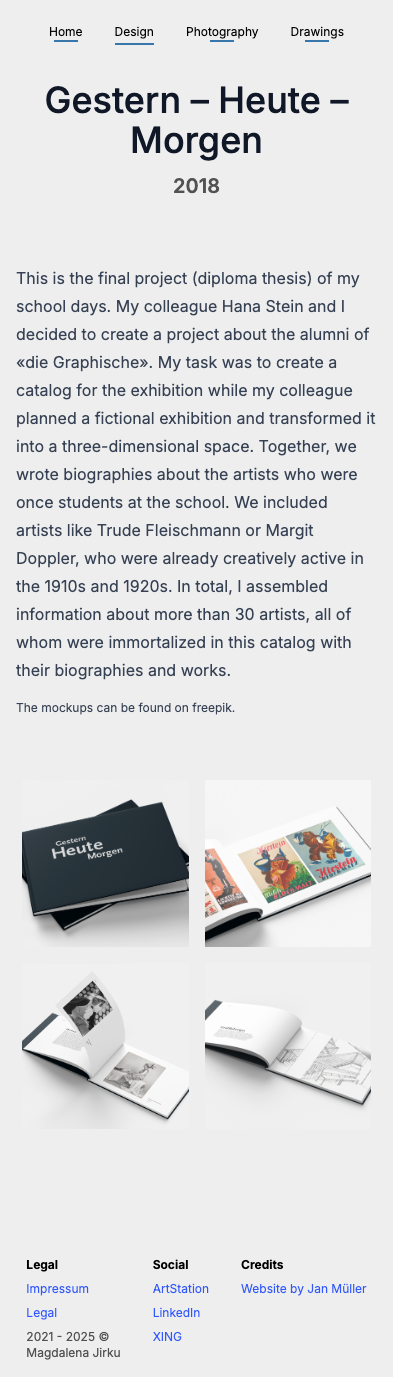 Home Design Photography Drawings
Gestern – Heute –
Morgen
2018
This is the final project (diploma thesis) of my
school days. My colleague Hana Stein and I
decided to create a project about the alumni of
«die Graphische». My task was to create a
catalog for the exhibition while my colleague
planned a fictional exhibition and transformed it
into a three-dimensional space. Together, we
wrote biographies about the artists who were
once students at the school. We included
artists like Trude Fleischmann or Margit
Doppler, who were already creatively active in
the 1910s and 1920s. In total, I assembled
information about more than 30 artists, all of
whom were immortalized in this catalog with
their biographies and works.
The mockups can be found on freepik.
Gestern
Heute
Morgen
Legal Social Credits
Impressum ArtStation Website by Jan Müller
Legal LinkedIn
2021 - 2025 © XING
Magdalena Jirku